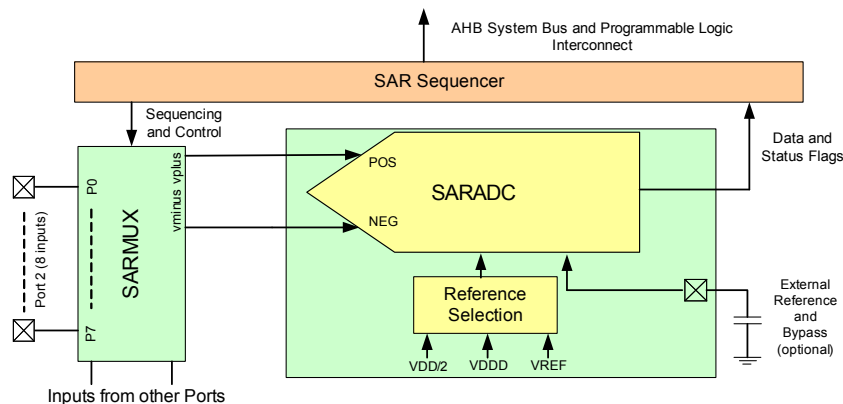 AHB System Bus and Programmable Logic
Interconnect
SAR Sequencer
Sequencing
and Control
Data and
Status Flags
vminus vplus
P0
Port 2 (8 inputs)
SARMUX
P7
POS
SARADC
NEG
Reference
Selection
VDD/2
VDDD
VREF
External
Reference
and
Bypass
(optional)
Inputs from other Ports